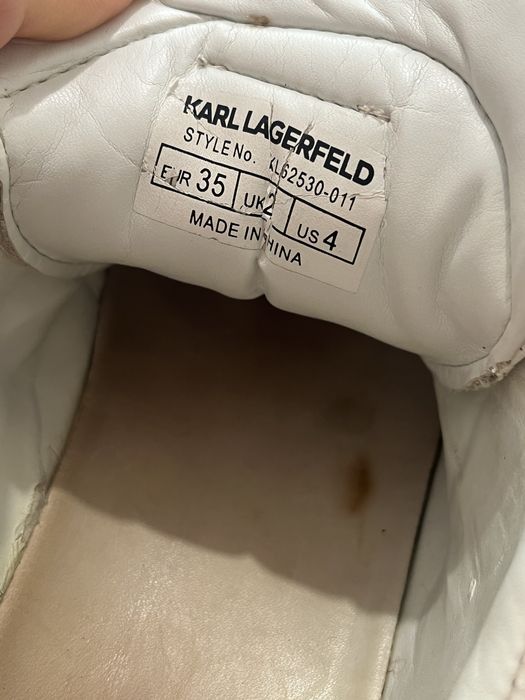 KARL LAGERFELD
STYLE No. KL62530-011
EUR 35 UK 2 US 4
MADE IN CHINA